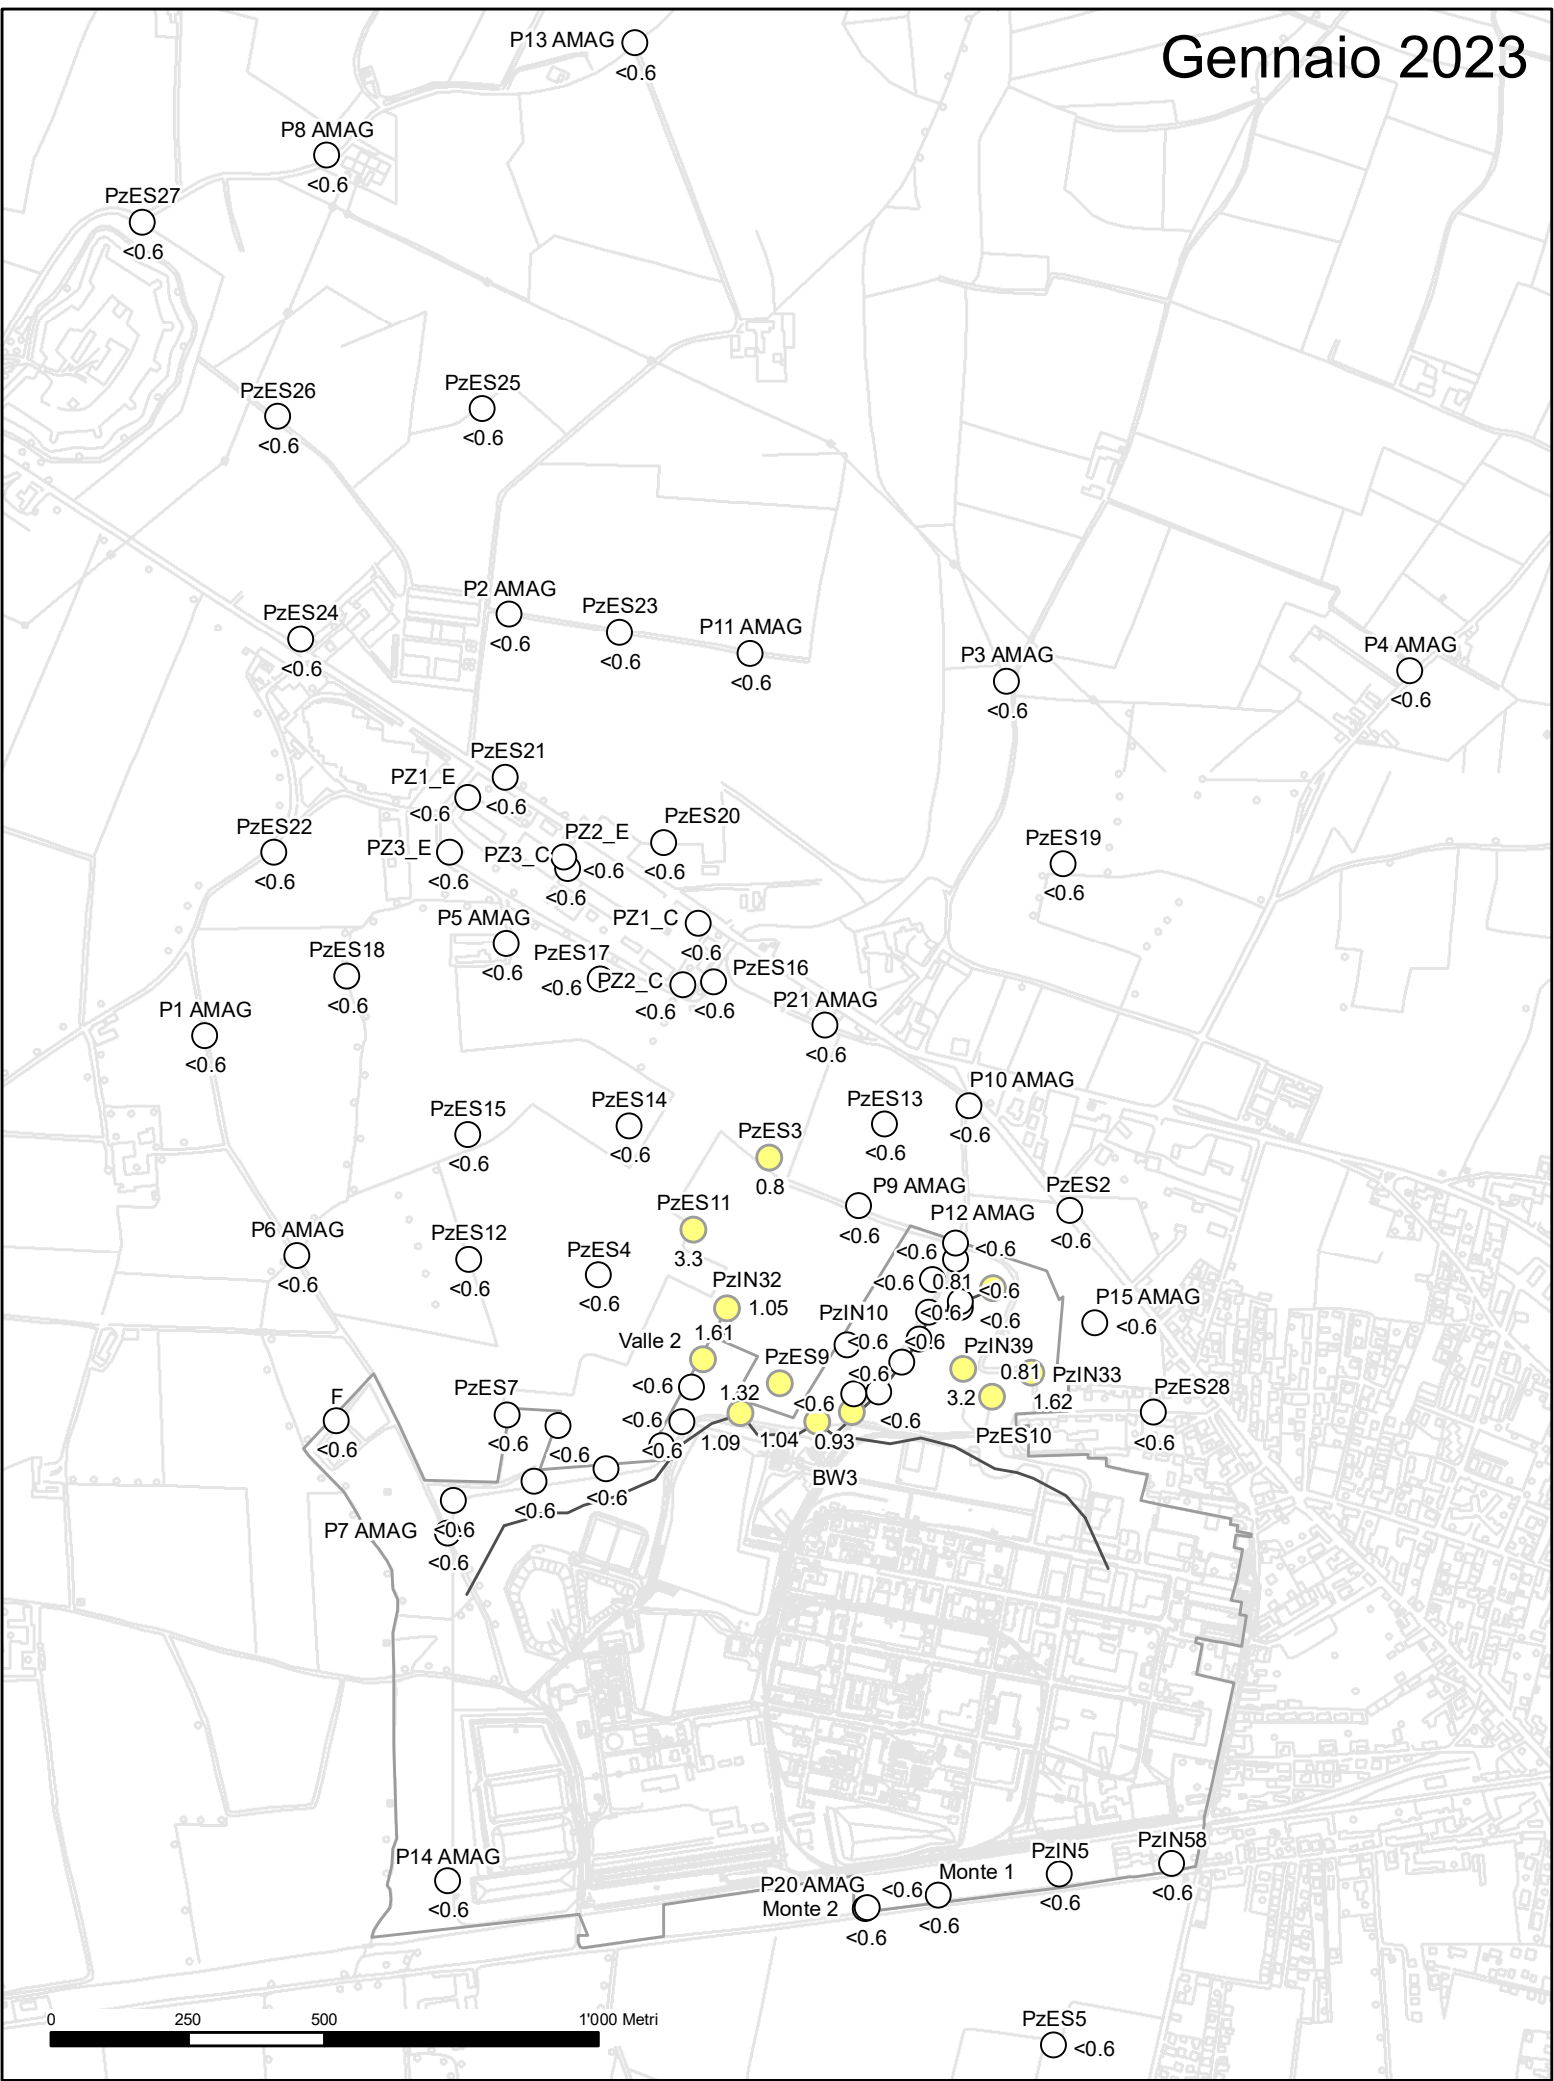 Gennaio 2023
P13 AMAG
<0.6
P8 AMAG
<0.6
PzES27
<0.6
PzES25
<0.6
PzES26
<0.6
P2 AMAG
<0.6
PzES23
<0.6
PzES24
<0.6
P11 AMAG
<0.6
P3 AMAG
<0.6
P4 AMAG
<0.6
PzES21
<0.6
PZ1_E
<0.6
PzES20
<0.6
PzES22
<0.6
PZ3_E
<0.6
PZ2_E
PZ3_C
<0.6
<0.6
PzES19
<0.6
P5 AMAG
<0.6
PZ1_C
<0.6
PzES18
<0.6
PzES17
<0.6
PZ2_C
<0.6
PzES16
<0.6
P21 AMAG
<0.6
P1 AMAG
<0.6
P10 AMAG
<0.6
PzES15
<0.6
PzES14
<0.6
PzES13
<0.6
PzES3
0.8
PzES11
3.3
P9 AMAG
<0.6
PzES2
<0.6
P12 AMAG
<0.6
<0.6
P6 AMAG
<0.6
PzES12
<0.6
PzES4
<0.6
<0.6
0.81
<0.6
PzIN32
1.05
PzIN10
<0.6
<0.6
<0.6
P15 AMAG
<0.6
Valle 2
1.61
<0.6
PzIN39
3.2
PzES9
1.32
<0.6
0.81
PzIN33
1.62
<0.6
PzES7
<0.6
<0.6
<0.6
<0.6
PzES28
<0.6
F
<0.6
<0.6
<0.6
1.09
1.04
0.93
PzES10
BW3
<0.6
<0.6
P7 AMAG
<0.6
<0.6
P14 AMAG
<0.6
P20 AMAG
Monte 2
<0.6
<0.6
Monte 1
<0.6
PzIN5
<0.6
PzIN58
<0.6
0
250
500
1'000 Metri
PzES5
<0.6